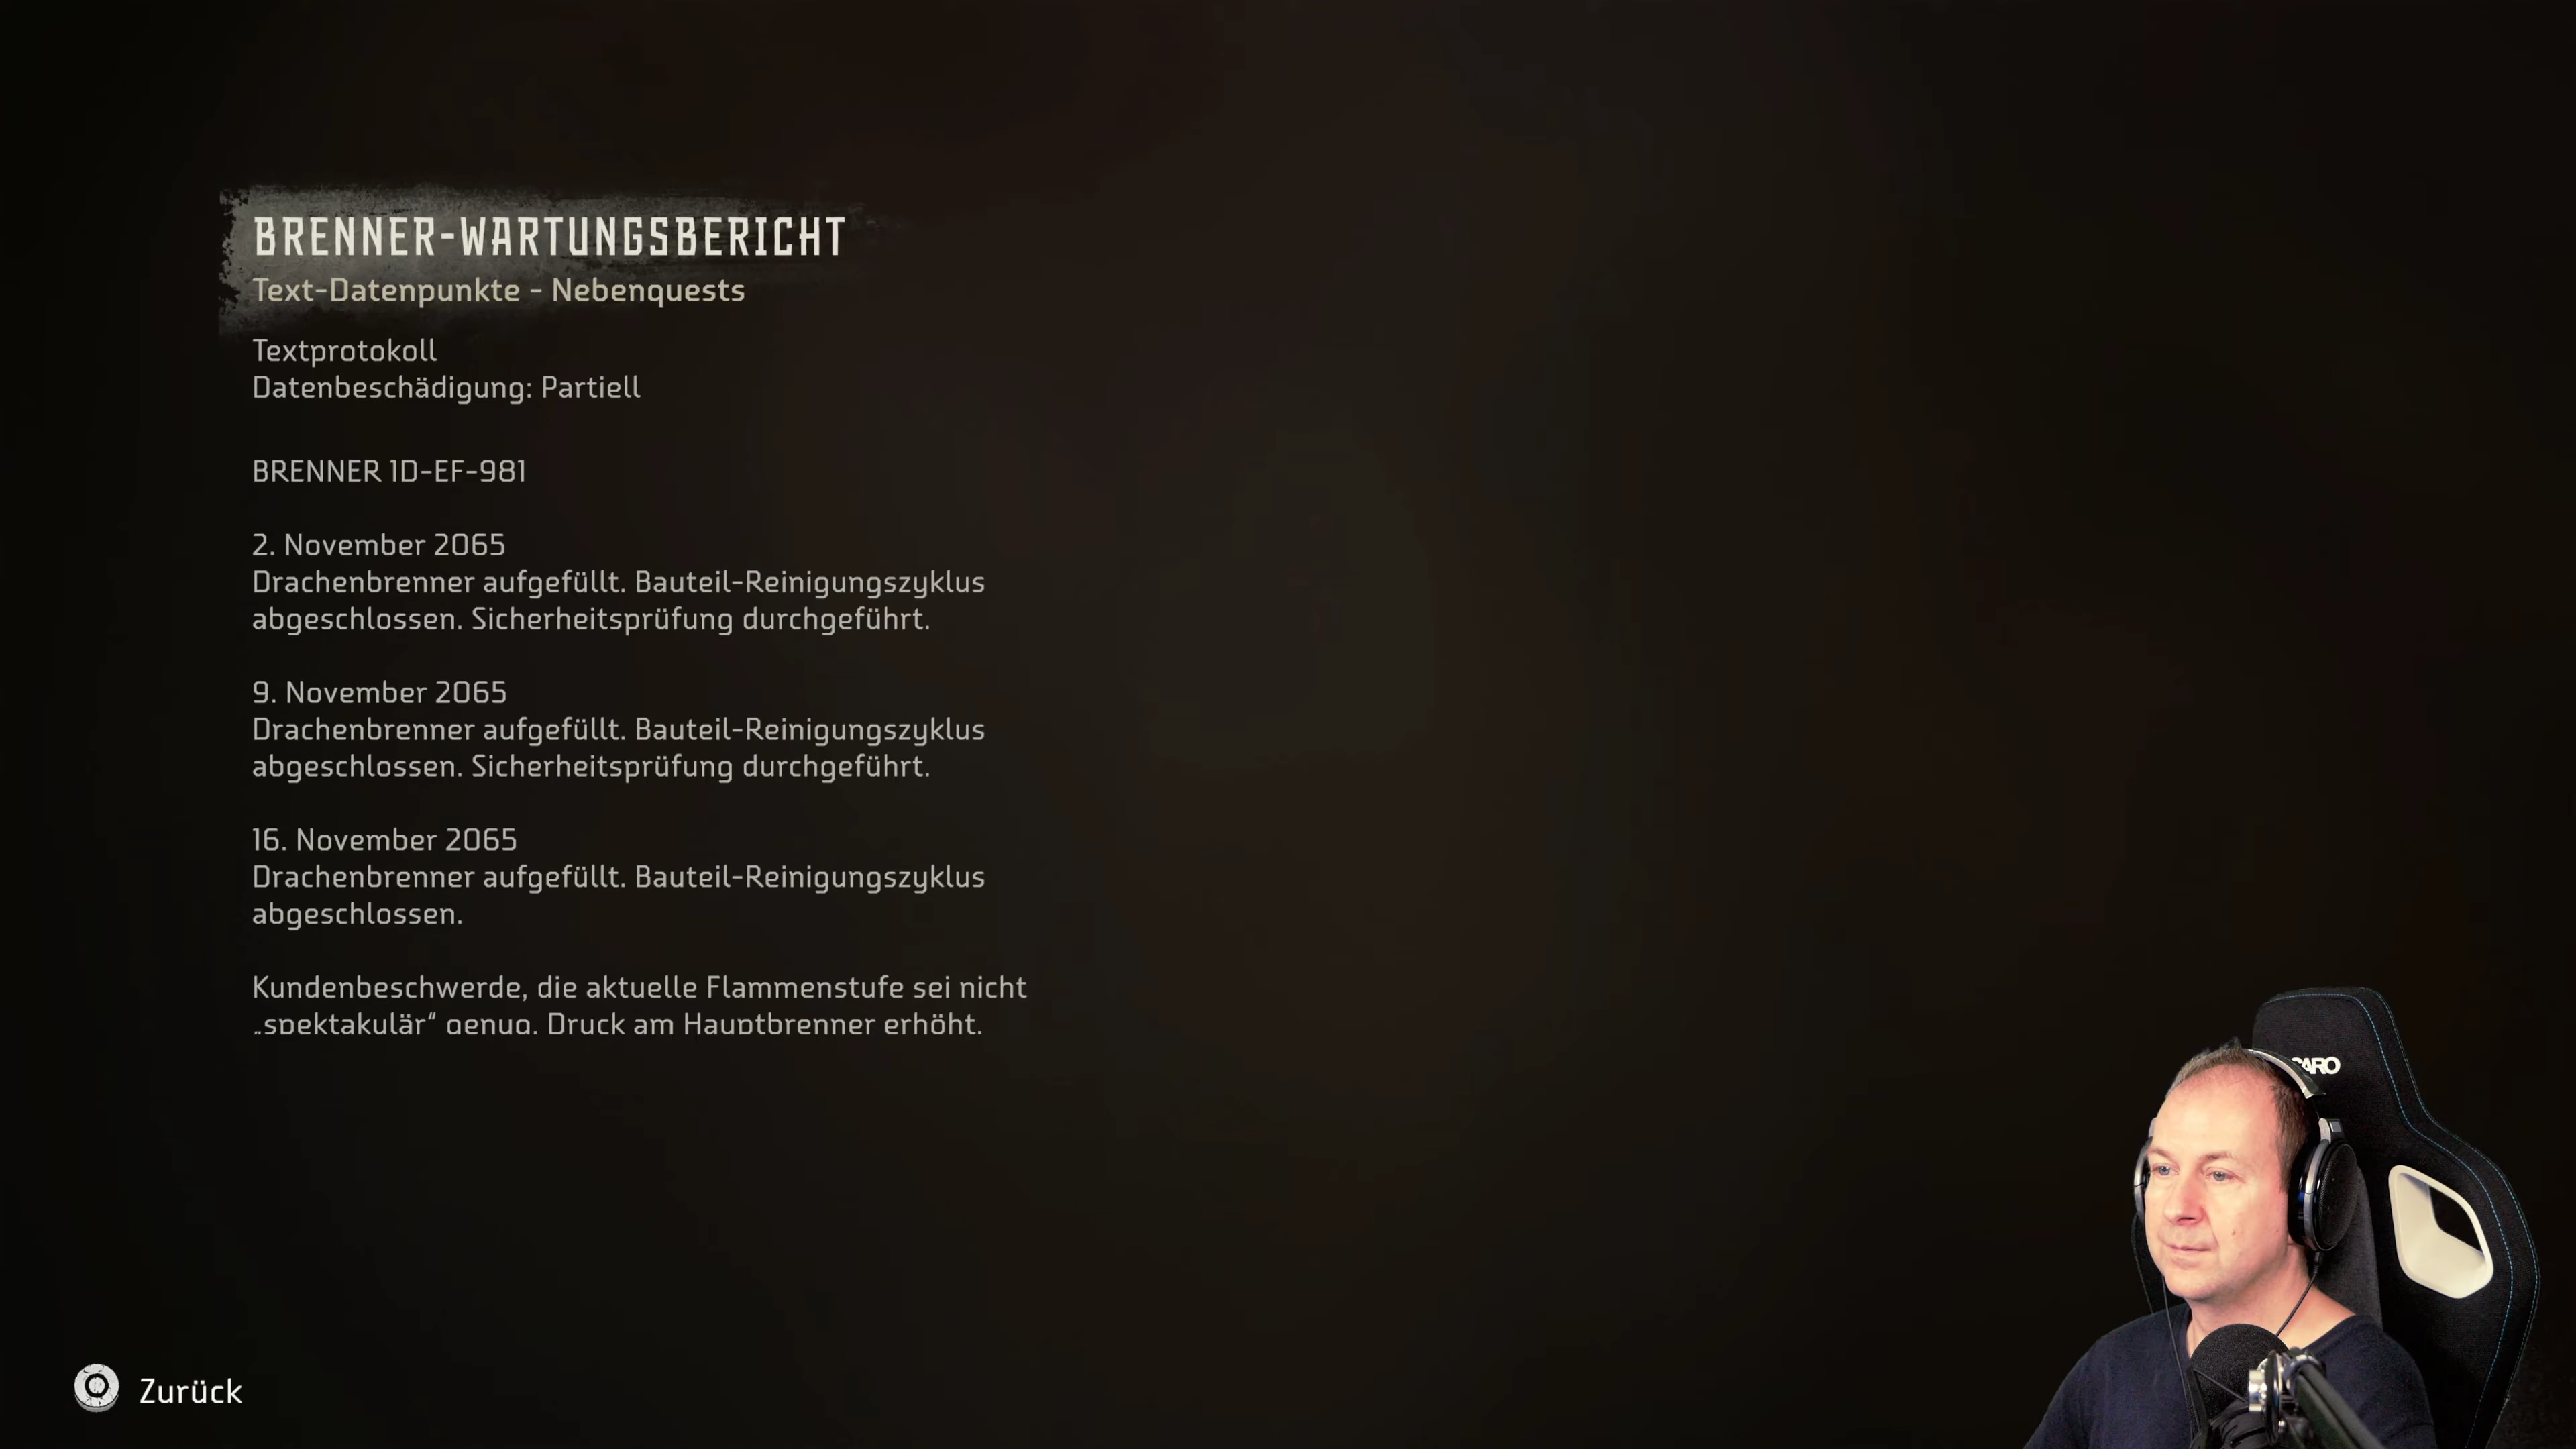 BRENNER-WARTUNGSBERICHT
Text-Datenpunkte - Nebenquests
Textprotokoll
Datenbeschädigung: Partiell
BRENNER 1D-EF-981
2. November 2065
Drachenbrenner aufgefüllt. Bauteil-Reinigungszyklus
abgeschlossen. Sicherheitsprüfung durchgeführt.
9. November 2065
Drachenbrenner aufgefüllt. Bauteil-Reinigungszyklus
abgeschlossen. Sicherheitsprüfung durchgeführt.
16. November 2065
Drachenbrenner aufgefüllt. Bauteil-Reinigungszyklus
abgeschlossen.
Kundenbeschwerde, die aktuelle Flammenstufe sei nicht
„spektakulär“ genug. Druck am Hauptbrenner erhöht.
Zurück